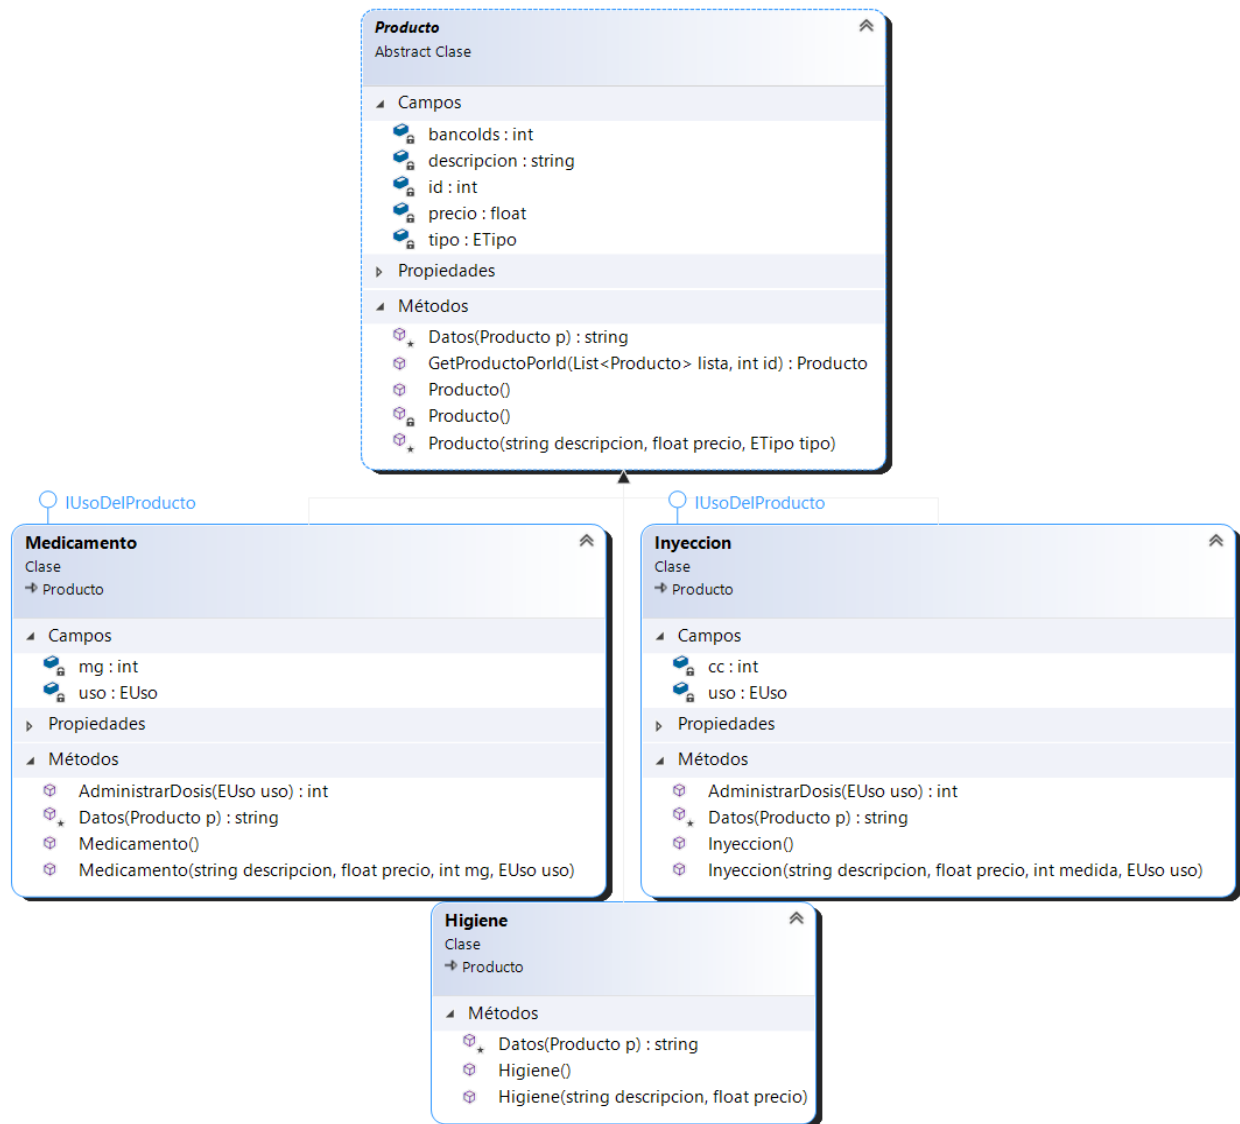 Producto
Abstract Clase
Campos
bancoIds : int
descripcion : string
id : int
precio : float
tipo : ETipo
Propiedades
Métodos
Datos(Producto p) : string
GetProductoPorId(List<Producto> lista, int id) : Producto
Producto()
Producto()
Producto(string descripcion, float precio, ETipo tipo)
IUsoDelProducto
Medicamento
Clase
Producto
Campos
mg : int
uso : EUso
Propiedades
Métodos
AdministrarDosis(EUso uso) : int
Datos(Producto p) : string
Medicamento()
Medicamento(string descripcion, float precio, int mg, EUso uso)
IUsoDelProducto
Inyeccion
Clase
Producto
Campos
cc : int
uso : EUso
Propiedades
Métodos
AdministrarDosis(EUso uso) : int
Datos(Producto p) : string
Inyeccion()
Inyeccion(string descripcion, float precio, int medida, EUso uso)
Higiene
Clase
Producto
Métodos
Datos(Producto p) : string
Higiene()
Higiene(string descripcion, float precio)